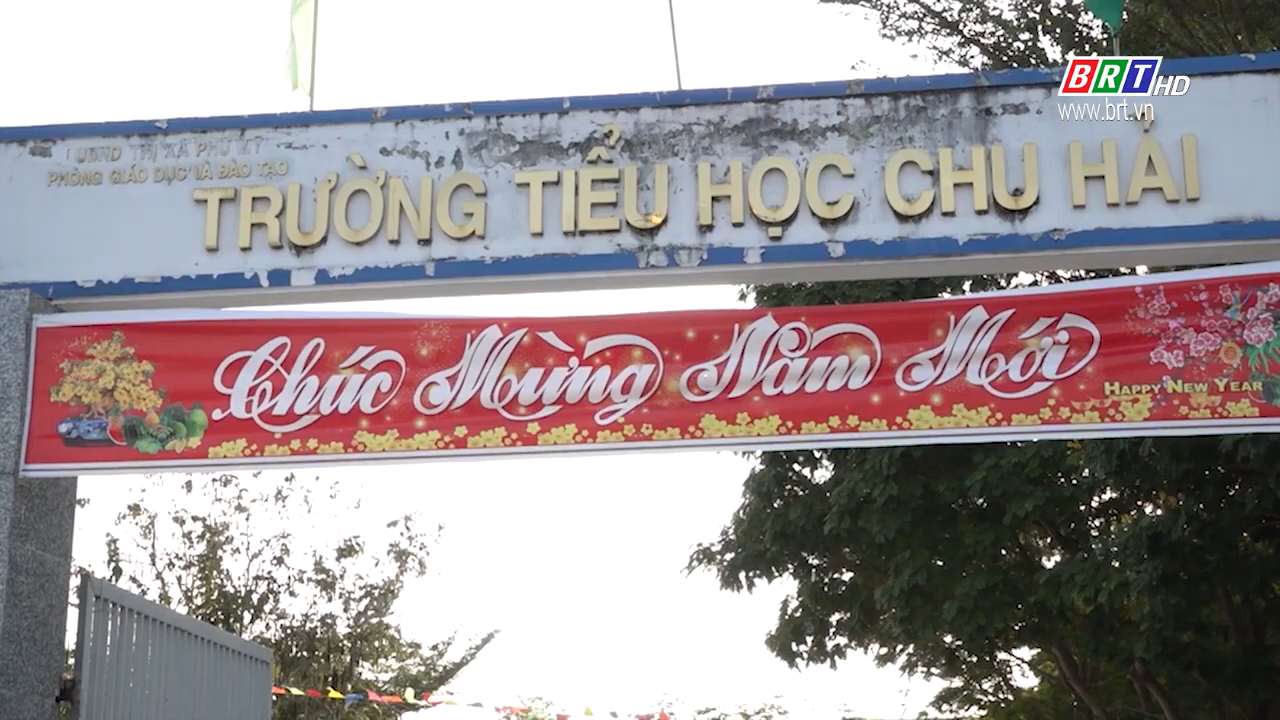 BRT HD
www.brt.vn
UBND THỊ XÃ PHÚ MỸ
PHÒNG GIÁO DỤC VÀ ĐÀO TẠO
TRƯỜNG TIỂU HỌC CHU HẢI
Chúc Mừng Năm Mới
HAPPY NEW YEAR